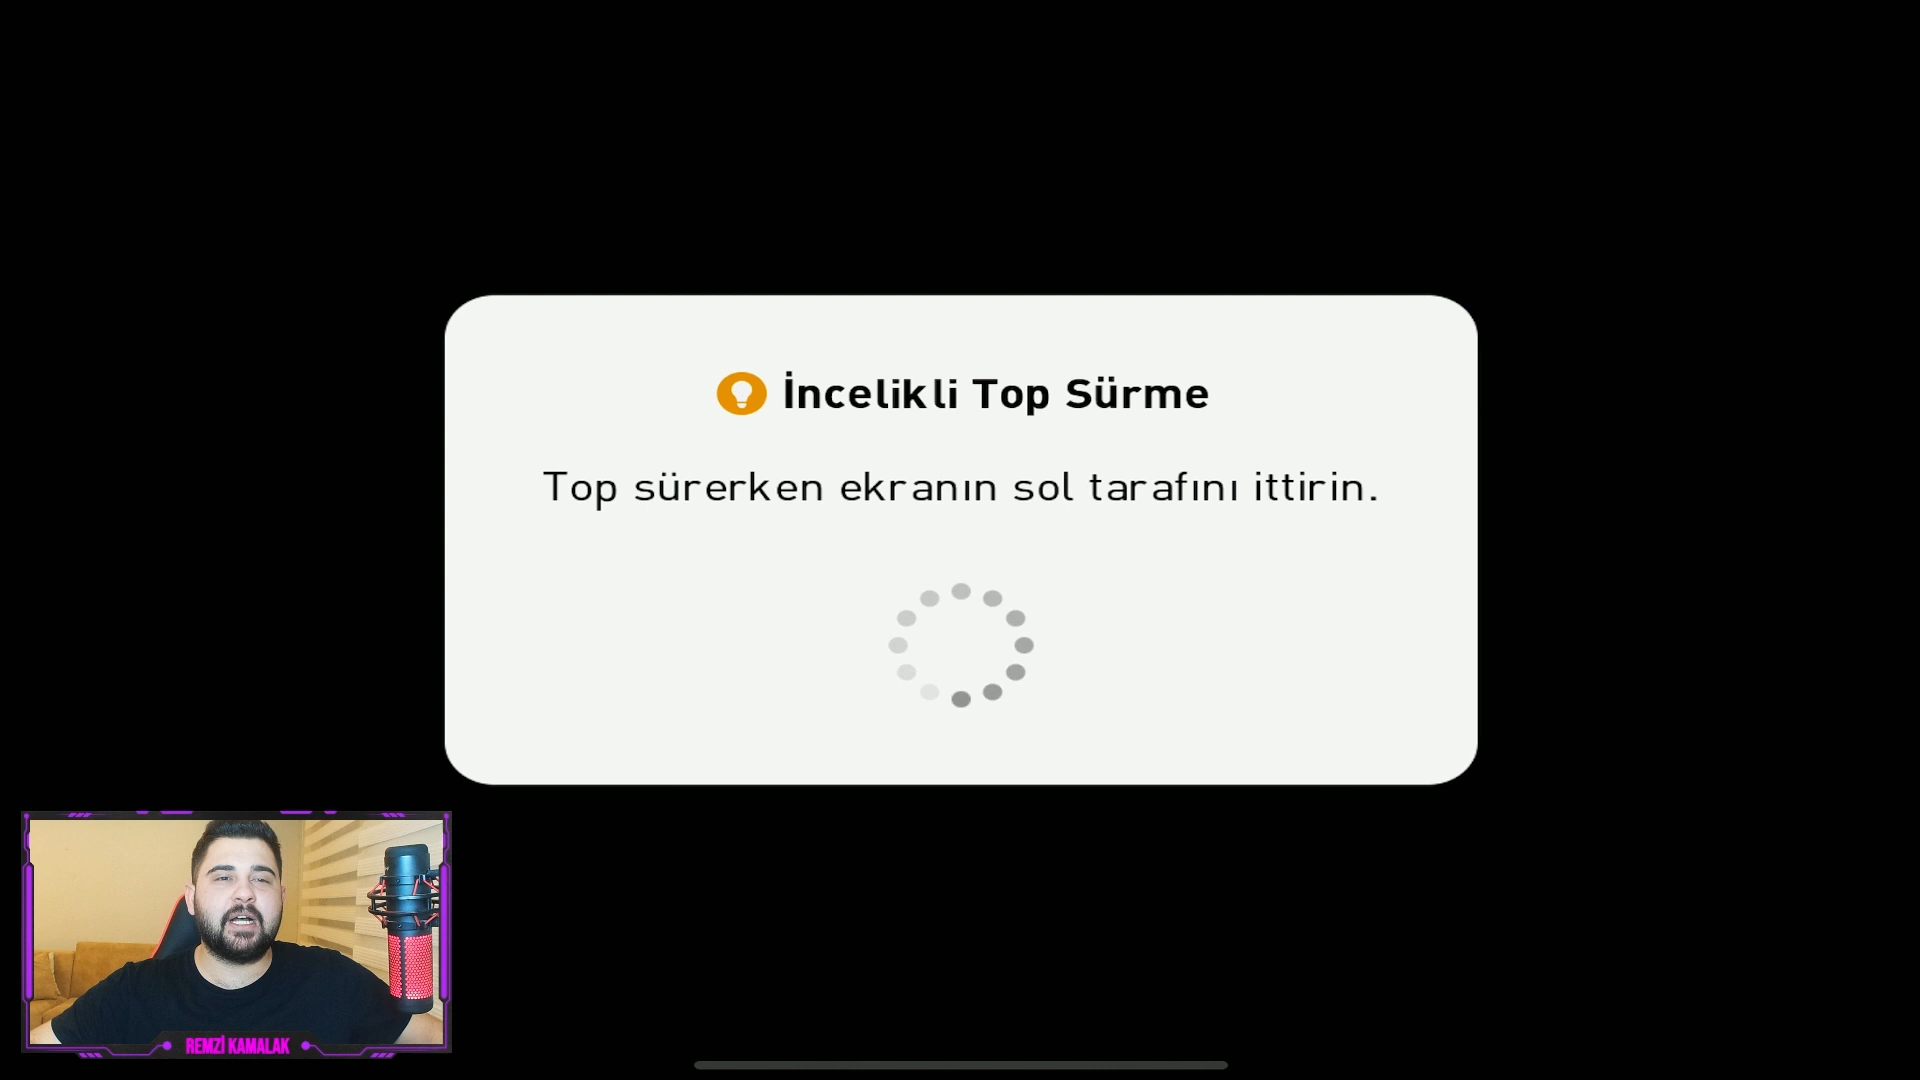 İncelikli Top Sürme
Top sürerken ekranın sol tarafını ittirin.
REMZİ KAMALAK